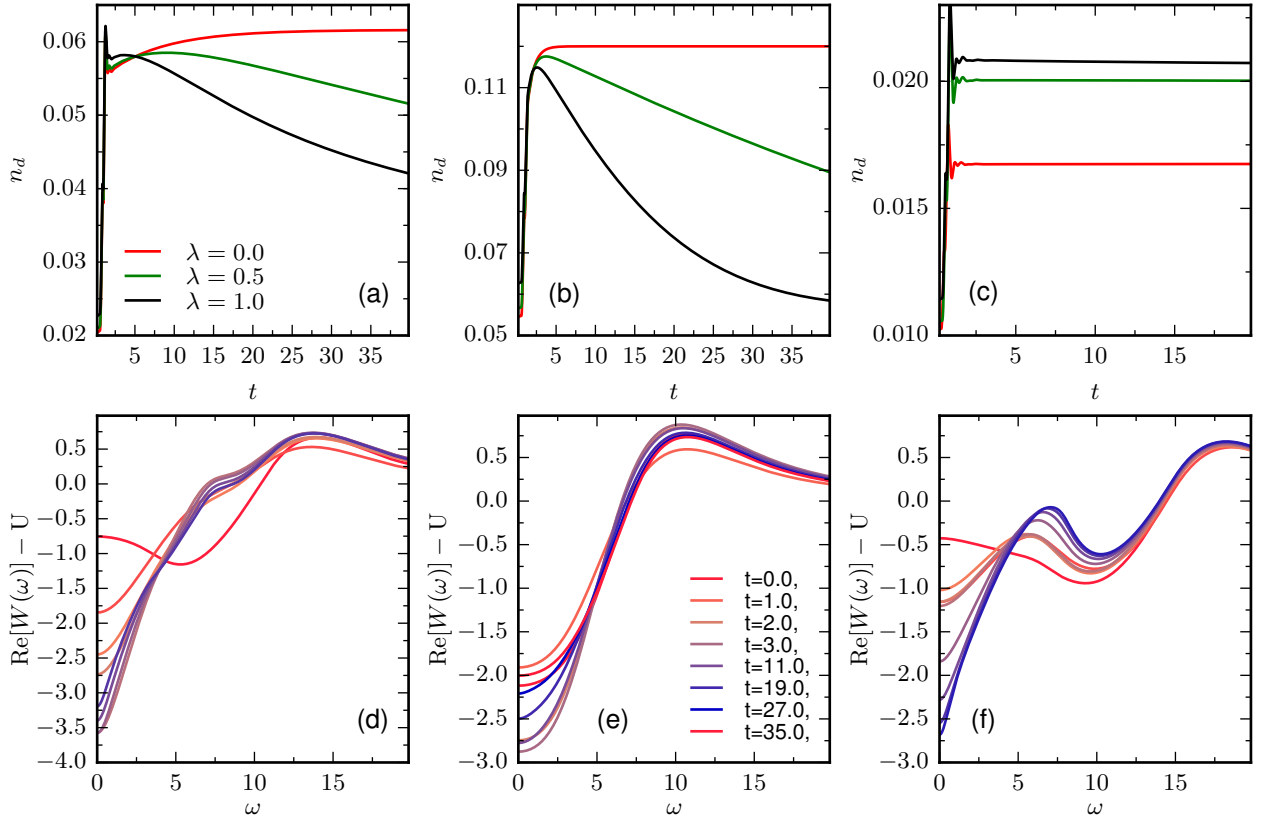 0.06
0.05
0.04
0.03
0.02
n_d
λ = 0.0
λ = 0.5
λ = 1.0
(a)
5 10 15 20 25 30 35
t
0.11
0.09
0.07
0.05
n_d
(b)
5 10 15 20 25 30 35
t
0.020
0.015
0.010
n_d
(c)
5 10 15
t
0.5
0.0
−0.5
−1.0
−1.5
−2.0
−2.5
−3.0
−3.5
−4.0
Re[W(ω)] − U
(d)
0 5 10 15
ω
0.5
0.0
−0.5
−1.0
−1.5
−2.0
−2.5
−3.0
Re[W(ω)] − U
t=0.0,
t=1.0,
t=2.0,
t=3.0,
t=11.0,
t=19.0,
t=27.0,
t=35.0,
(e)
0 5 10 15
ω
0.5
0.0
−0.5
−1.0
−1.5
−2.0
−2.5
−3.0
Re[W(ω)] − U
(f)
0 5 10 15
ω